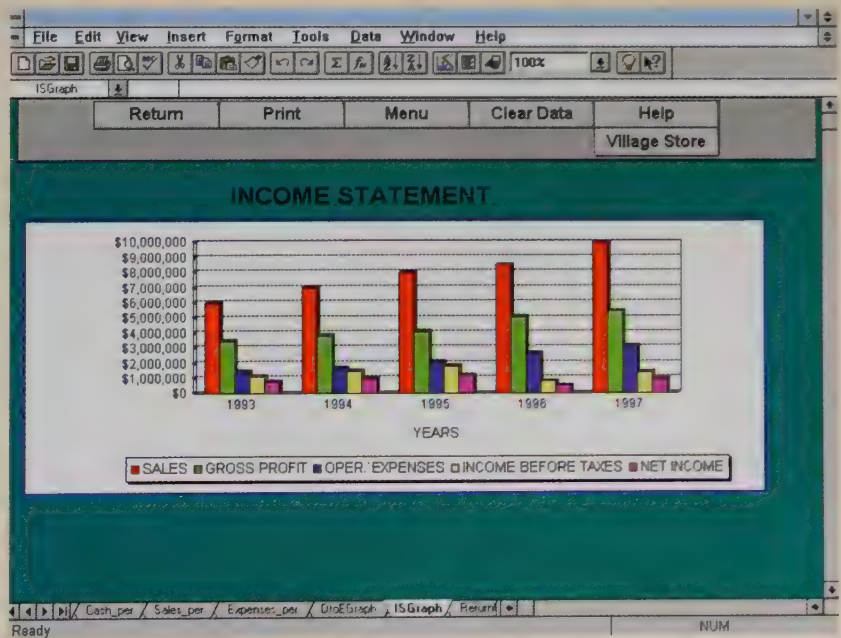 File Edit View Insert Format Tools Data Window Help
100%
ISGraph
Return Print Menu Clear Data Help
Village Store
INCOME STATEMENT
$10,000,000
$9,000,000
$8,000,000
$7,000,000
$6,000,000
$5,000,000
$4,000,000
$3,000,000
$2,000,000
$1,000,000
$0
1993 1994 1995 1996 1997
YEARS
SALES GROSS PROFIT OPER. EXPENSES INCOME BEFORE TAXES NET INCOME
Cash_per Sales_per Expenses_per ISGraph
Ready NUM